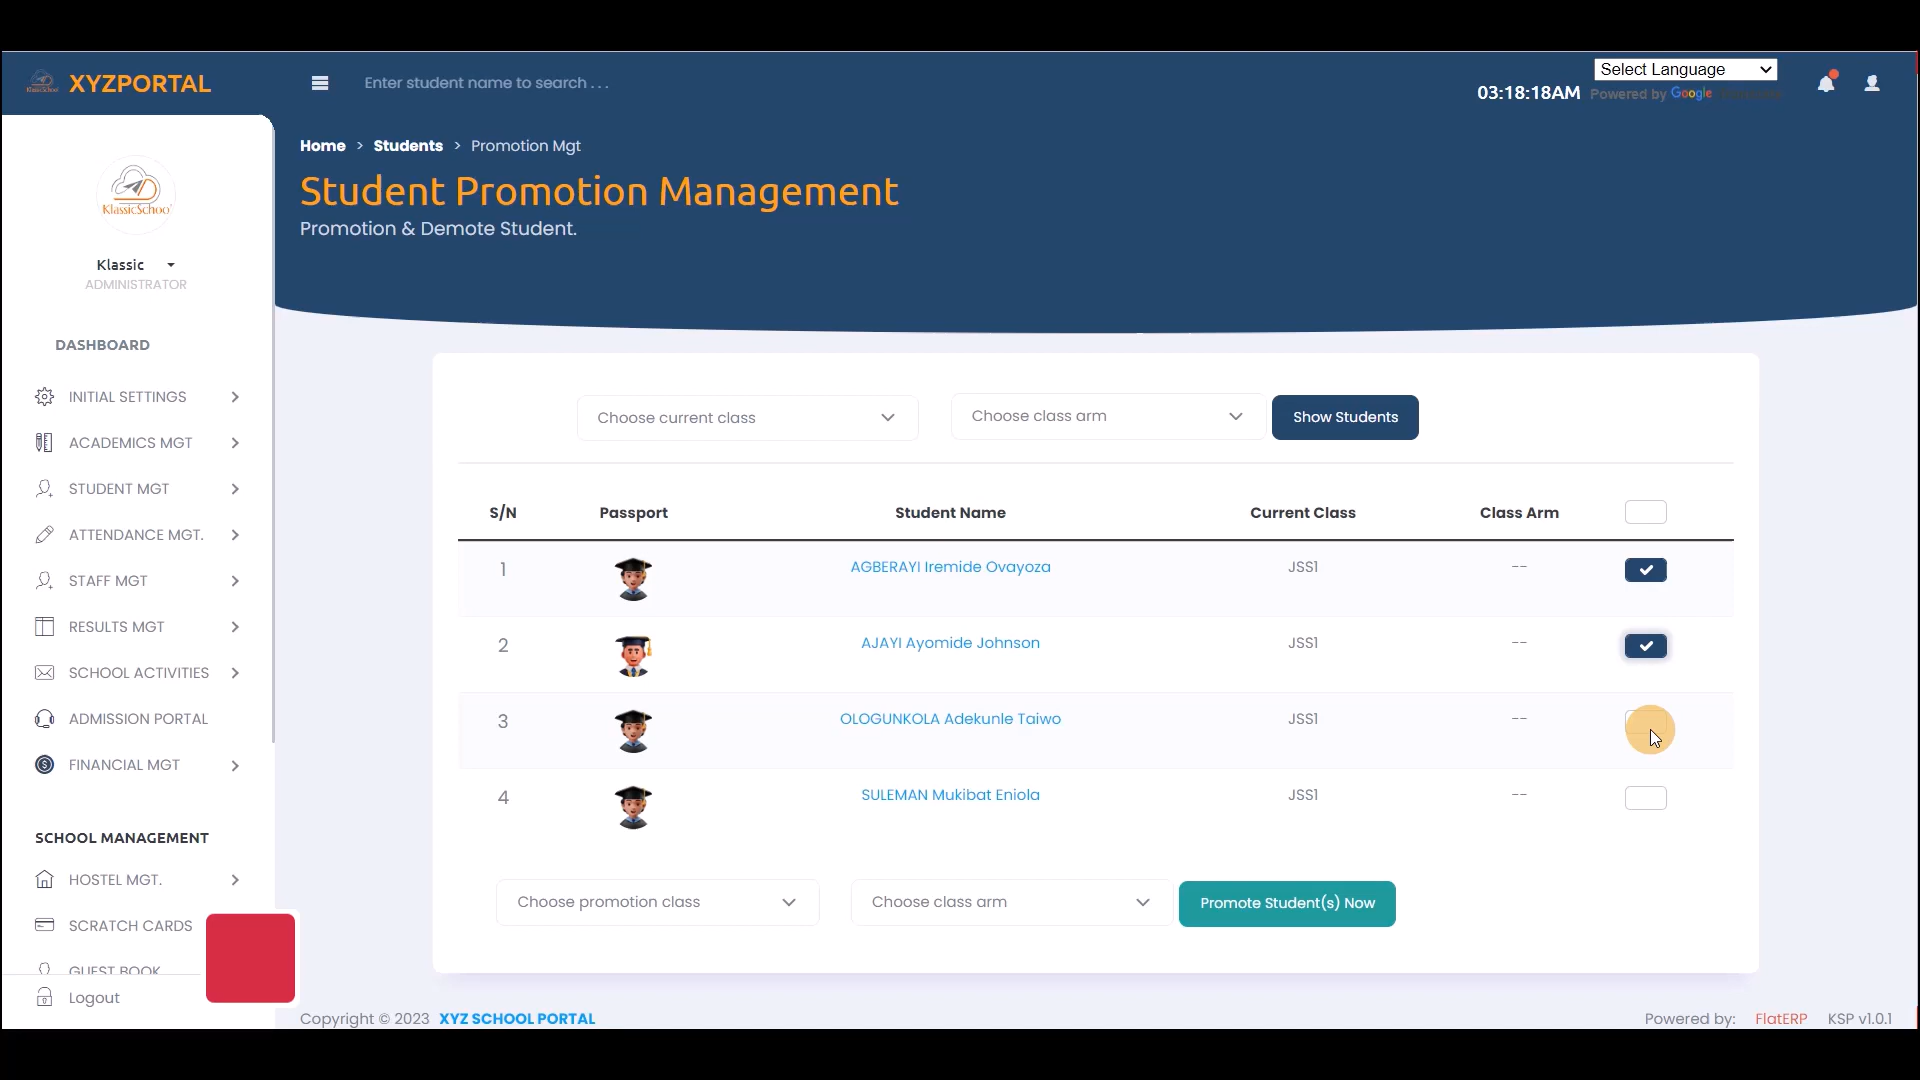 XYZPORTAL
Enter student name to search . . .
03:18:18AM
Select Language
Powered by Google
Home > Students > Promotion Mgt
Student Promotion Management
Promotion & Demote Student.
KlassicSchool
Klassic
ADMINISTRATOR
DASHBOARD
INITIAL SETTINGS
ACADEMICS MGT
STUDENT MGT
ATTENDANCE MGT.
STAFF MGT
RESULTS MGT
SCHOOL ACTIVITIES
ADMISSION PORTAL
FINANCIAL MGT
SCHOOL MANAGEMENT
HOSTEL MGT.
SCRATCH CARDS
GUEST BOOK
Logout
Choose current class
Choose class arm
Show Students
S/N Passport Student Name Current Class Class Arm
1 AGBERAYI Iremide Ovayoza JSS1 --
2 AJAYI Ayomide Johnson JSS1 --
3 OLOGUNKOLA Adekunle Taiwo JSS1 --
4 SULEMAN Mukibat Eniola JSS1 --
Choose promotion class
Choose class arm
Promote Student(s) Now
Copyright © 2023 XYZ SCHOOL PORTAL
Powered by: FlatERP KSP v1.0.1